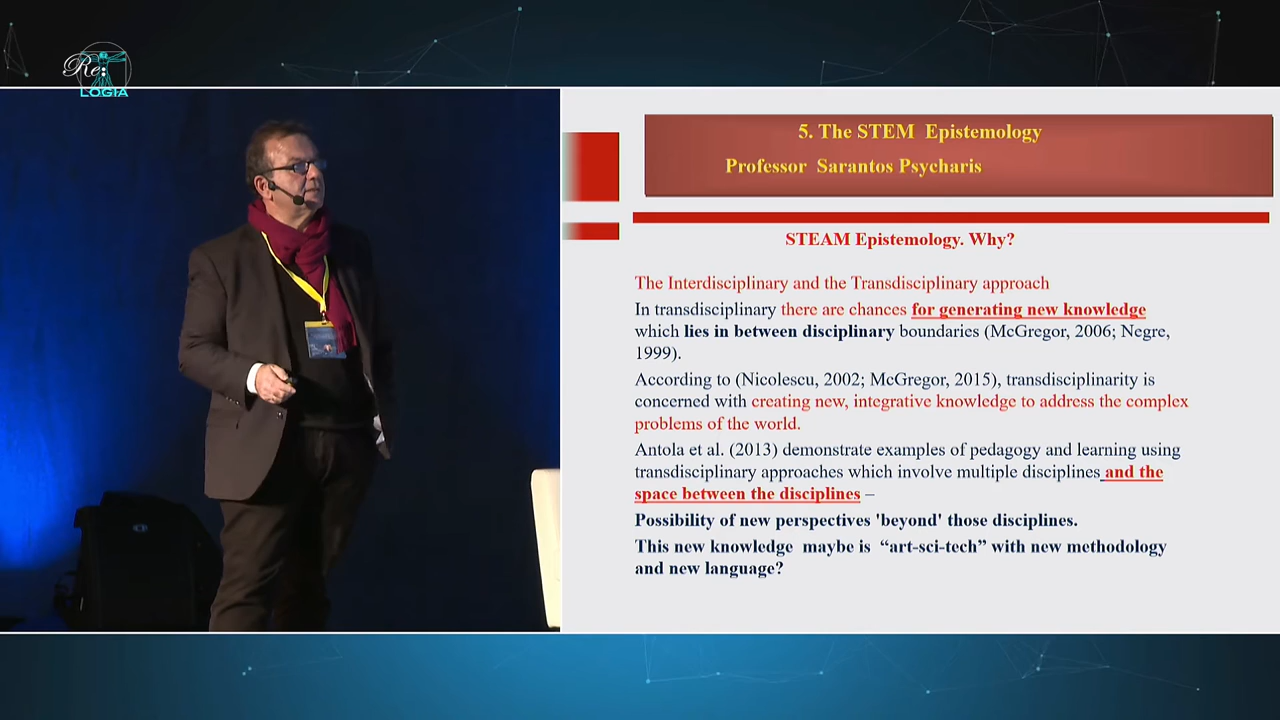 Re:
LOGIA
5. The STEM Epistemology
Professor Sarantos Psycharis
STEAM Epistemology. Why?
The Interdisciplinary and the Transdisciplinary approach
In transdisciplinary there are chances for generating new knowledge
which lies in between disciplinary boundaries (McGregor, 2006; Negre,
1999).
According to (Nicolescu, 2002; McGregor, 2015), transdisciplinarity is
concerned with creating new, integrative knowledge to address the complex
problems of the world.
Antola et al. (2013) demonstrate examples of pedagogy and learning using
transdisciplinary approaches which involve multiple disciplines and the
space between the disciplines –
Possibility of new perspectives 'beyond' those disciplines.
This new knowledge maybe is “art-sci-tech” with new methodology
and new language?